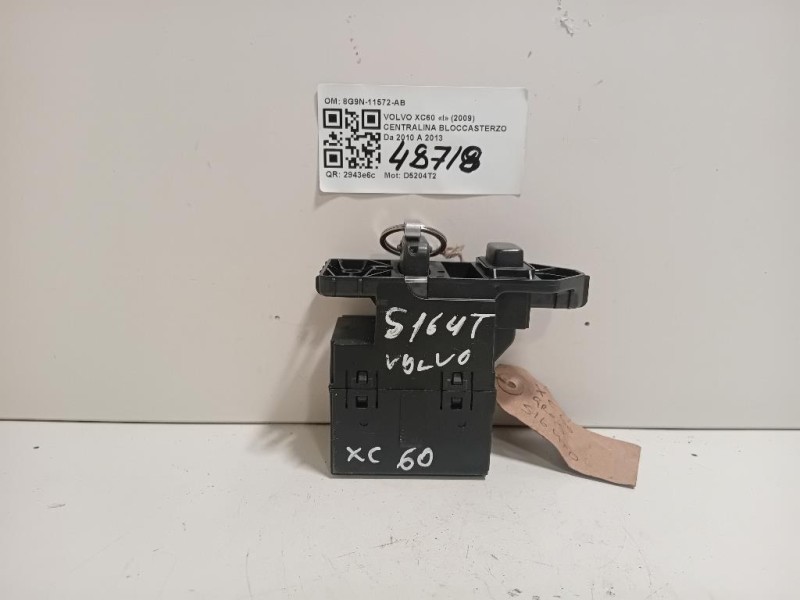 OM: 8G9N-11572-AB
VOLVO XC60 «I» (2009)
CENTRALINA BLOCCASTERZO
Da 2010 A 2013
48718
QR: 2943e6c Mot: D5204T2
S164T
VOLVO
XC 60